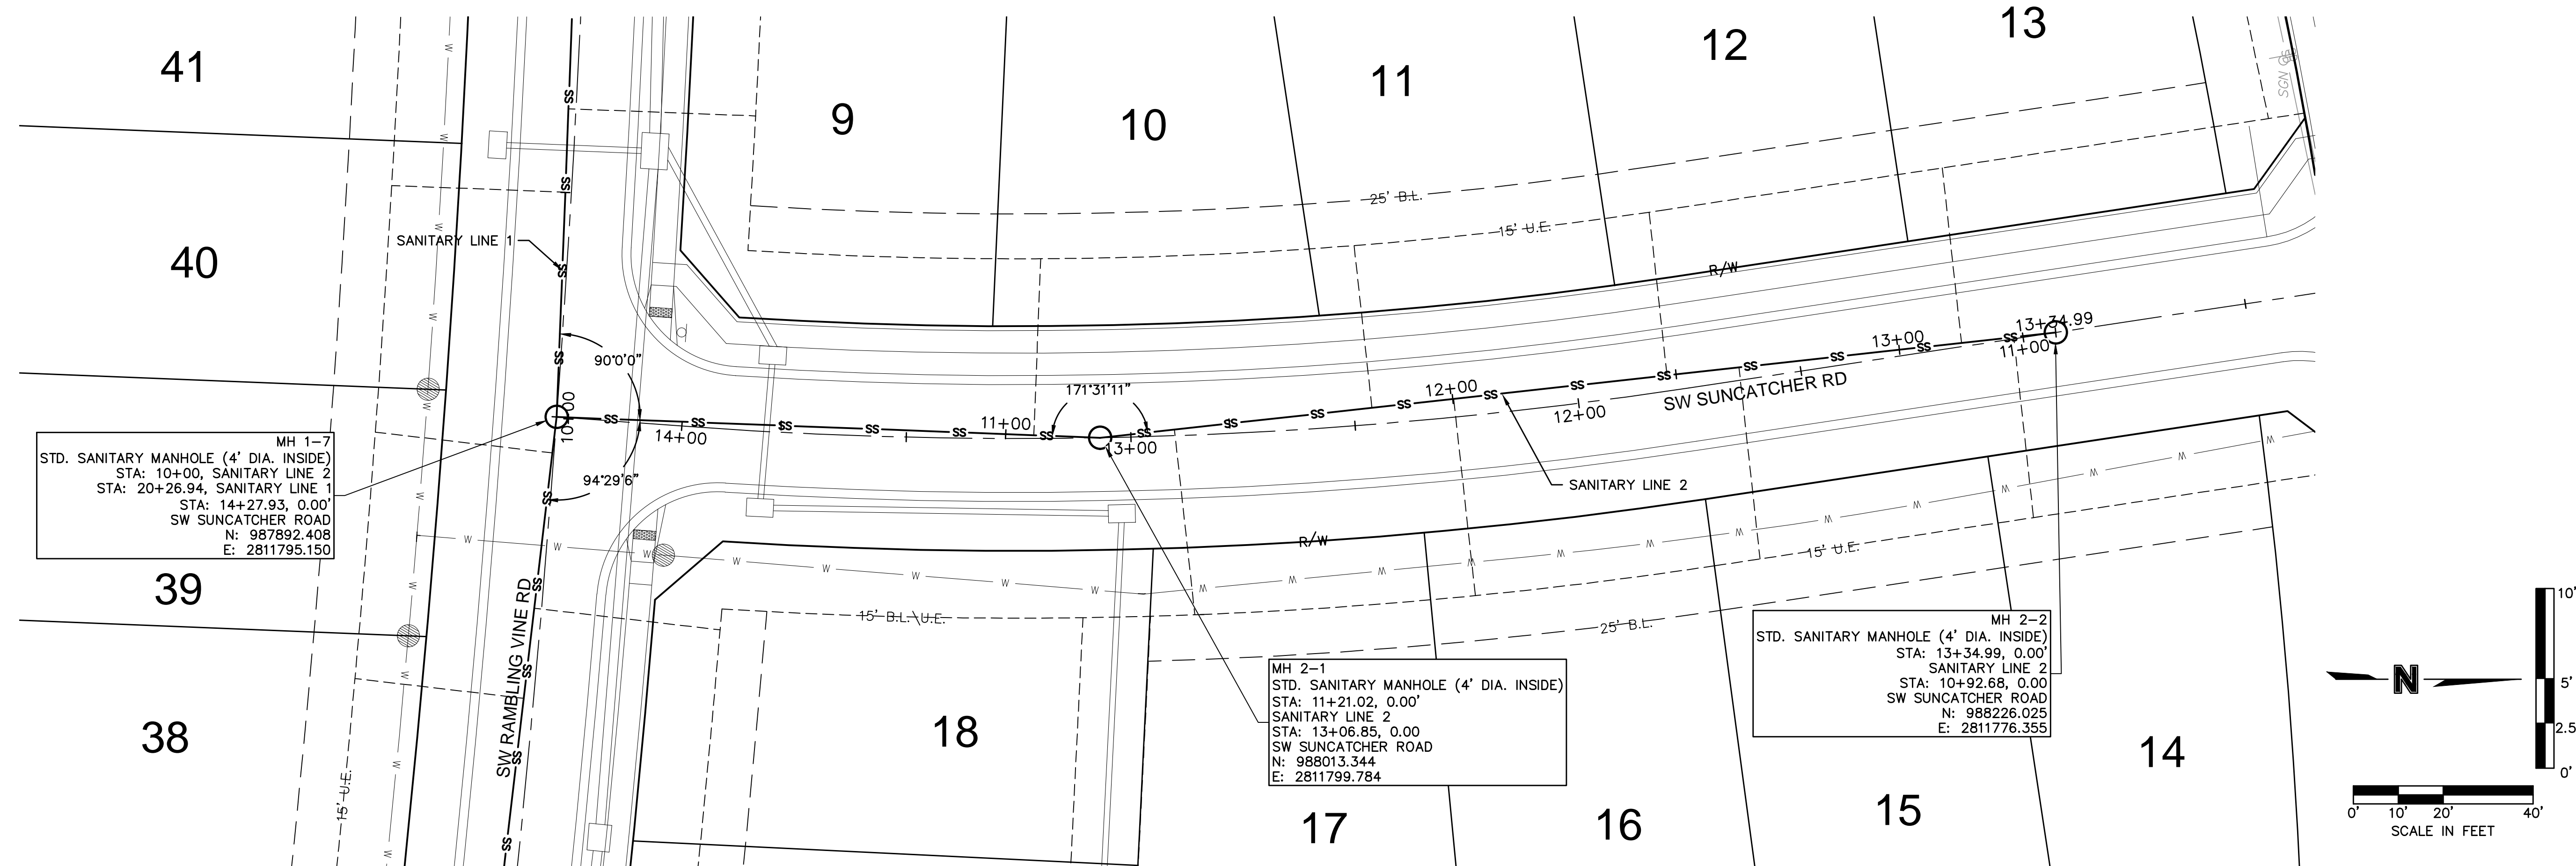 41
40
39
38
9
10
11
12
13
14
15
16
17
18
25' B.L.
15' U.E.
R/W
SGN
SANITARY LINE 1
90°0'0"
94°29'6"
171°31'11"
10+00
14+00
11+00
13+00
12+00
12+00
13+00
11+00
13+34.99
SW SUNCATCHER RD
SANITARY LINE 2
SW RAMBLING VINE RD
15' U.E.
15' B.L.\U.E.
R/W
15' U.E.
25' B.L.
SS
W
MH 1-7
STD. SANITARY MANHOLE (4' DIA. INSIDE)
STA: 10+00, SANITARY LINE 2
STA: 20+26.94, SANITARY LINE 1
STA: 14+27.93, 0.00'
SW SUNCATCHER ROAD
N: 987892.408
E: 2811795.150
MH 2-1
STD. SANITARY MANHOLE (4' DIA. INSIDE)
STA: 11+21.02, 0.00'
SANITARY LINE 2
STA: 13+06.85, 0.00
SW SUNCATCHER ROAD
N: 988013.344
E: 2811799.784
MH 2-2
STD. SANITARY MANHOLE (4' DIA. INSIDE)
STA: 13+34.99, 0.00'
SANITARY LINE 2
STA: 10+92.68, 0.00
SW SUNCATCHER ROAD
N: 988226.025
E: 2811776.355
N
10'
5'
2.5
0'
0' 10' 20' 40'
SCALE IN FEET